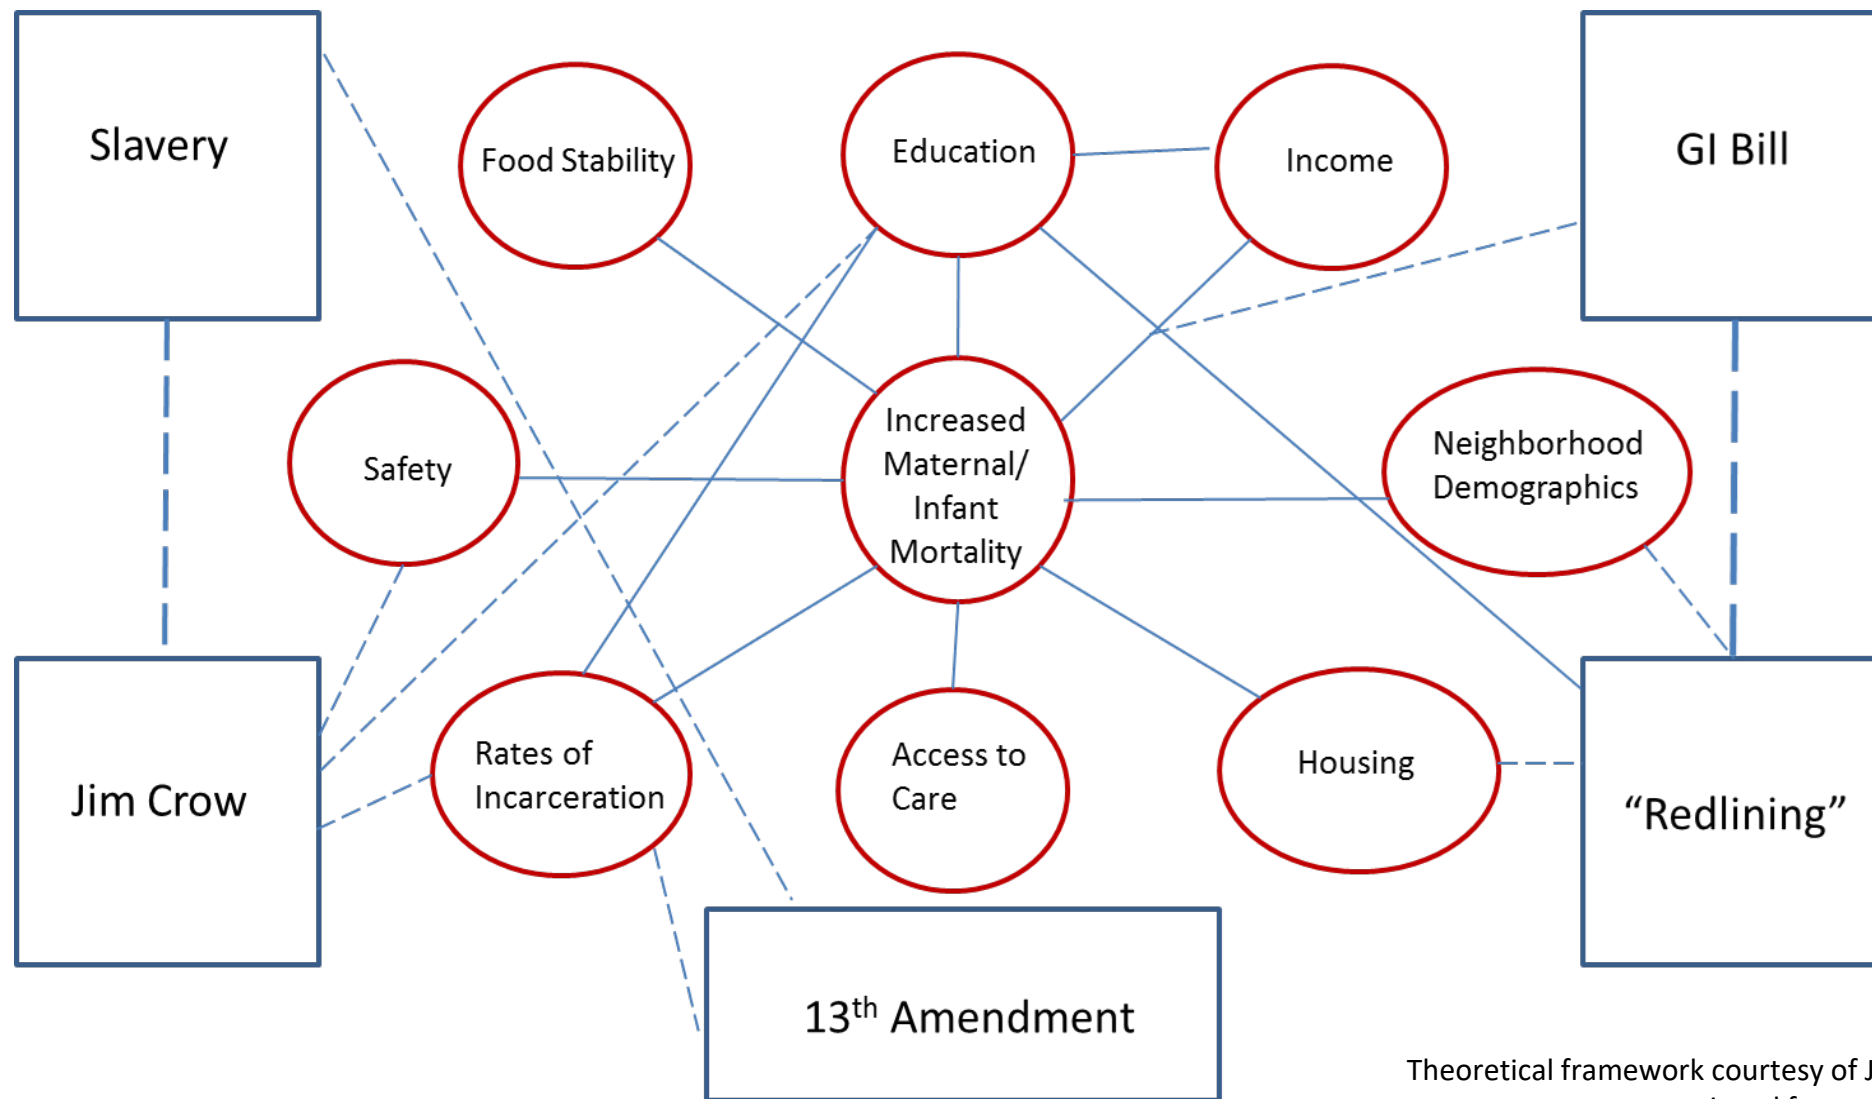 Slavery
Food Stability
Education
Income
GI Bill
Safety
Increased
Maternal/
Infant
Mortality
Neighborhood
Demographics
Jim Crow
Rates of
Incarceration
Access to
Care
Housing
“Redlining”
13th Amendment
Theoretical framework courtesy of J